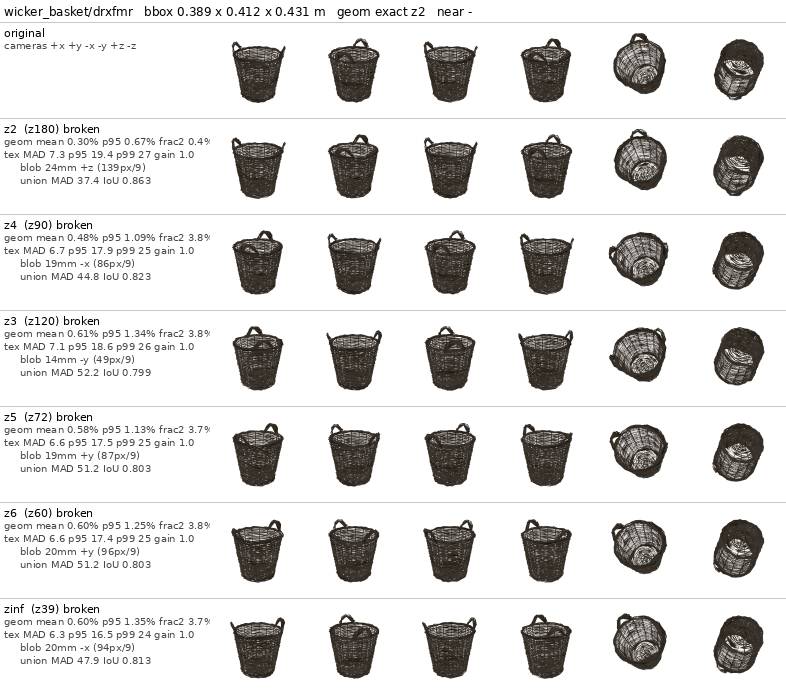 wicker_basket/drxfmr   bbox 0.389 x 0.412 x 0.431 m   geom exact z2   near -
original
cameras +x +y -x -y +z -z
z2  (z180) broken
geom mean 0.30% p95 0.67% frac2 0.4%
tex MAD 7.3 p95 19.4 p99 27 gain 1.0
blob 24mm +z (139px/9)
union MAD 37.4 IoU 0.863
z4  (z90) broken
geom mean 0.48% p95 1.09% frac2 3.8%
tex MAD 6.7 p95 17.9 p99 25 gain 1.0
blob 19mm -x (86px/9)
union MAD 44.8 IoU 0.823
z3  (z120) broken
geom mean 0.61% p95 1.34% frac2 3.8%
tex MAD 7.1 p95 18.6 p99 26 gain 1.0
blob 14mm -y (49px/9)
union MAD 52.2 IoU 0.799
z5  (z72) broken
geom mean 0.58% p95 1.13% frac2 3.7%
tex MAD 6.6 p95 17.5 p99 25 gain 1.0
blob 19mm +y (87px/9)
union MAD 51.2 IoU 0.803
z6  (z60) broken
geom mean 0.60% p95 1.25% frac2 3.8%
tex MAD 6.6 p95 17.4 p99 25 gain 1.0
blob 20mm +y (96px/9)
union MAD 51.2 IoU 0.803
zinf  (z39) broken
geom mean 0.60% p95 1.35% frac2 3.7%
tex MAD 6.3 p95 16.5 p99 24 gain 1.0
blob 20mm -x (94px/9)
union MAD 47.9 IoU 0.813